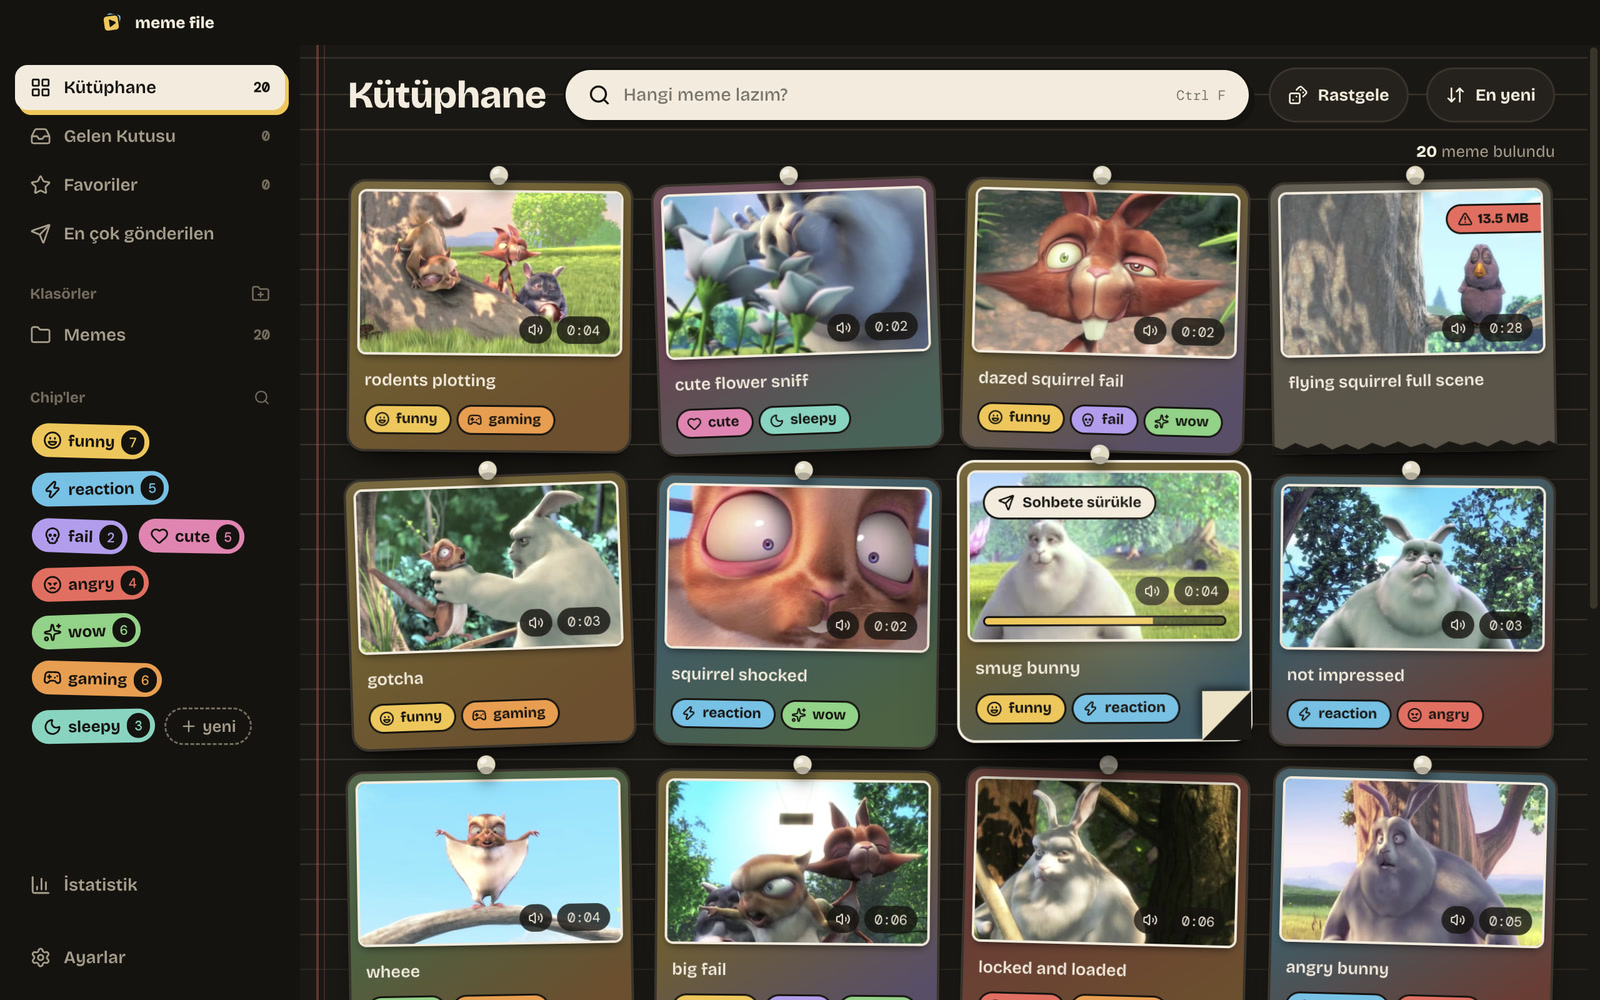 meme file
Kütüphane 20
Gelen Kutusu 0
Favoriler 0
En çok gönderilen
Klasörler
Memes 20
Chip'ler
funny 7
reaction 5
fail 2 cute 5
angry 4
wow 6
gaming 6
sleepy 3 + yeni
İstatistik
Ayarlar
Kütüphane Hangi meme lazım? Ctrl F Rastgele En yeni
20 meme bulundu
0:04
rodents plotting
funny gaming
0:02
cute flower sniff
cute sleepy
0:02
dazed squirrel fail
funny fail wow
13.5 MB
0:28
flying squirrel full scene
0:03
gotcha
funny gaming
0:02
squirrel shocked
reaction wow
Sohbete sürükle
0:04
smug bunny
funny reaction
0:03
not impressed
reaction angry
0:04
wheee
0:06
big fail
0:06
locked and loaded
0:05
angry bunny